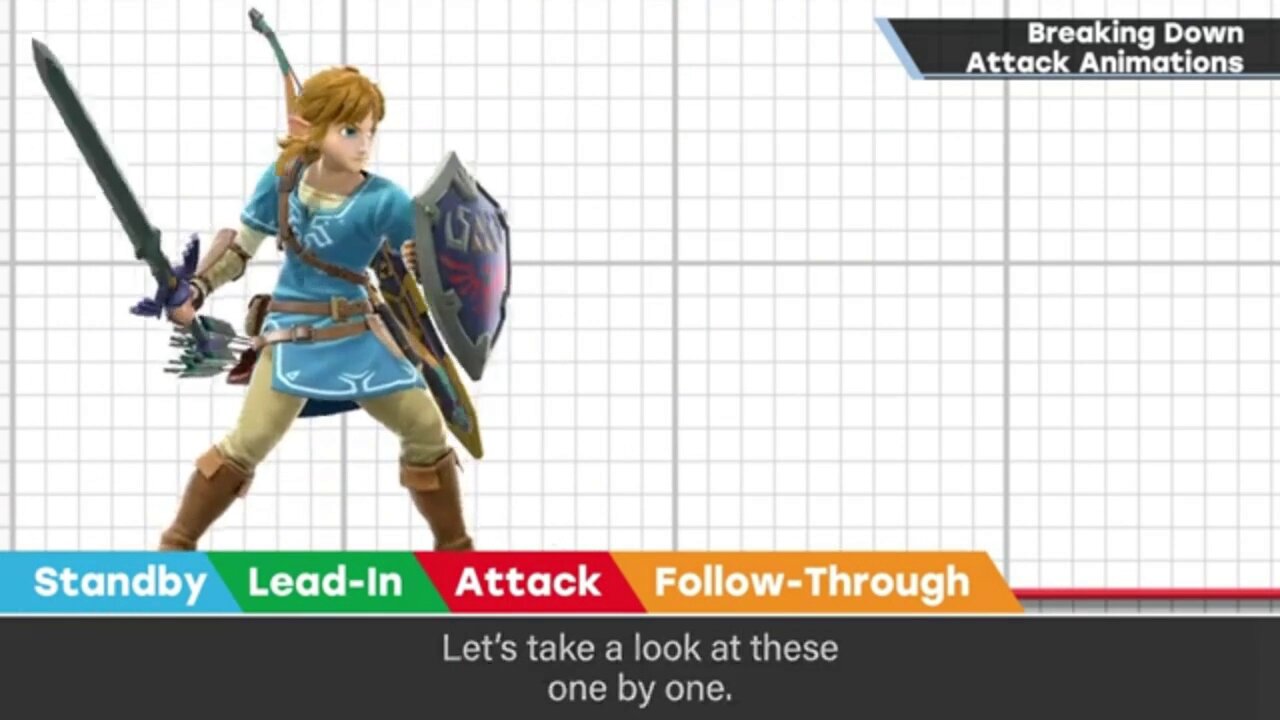 Breaking Down
Attack Animations
Standby
Lead-In
Attack
Follow-Through
Let's take a look at these
one by one.